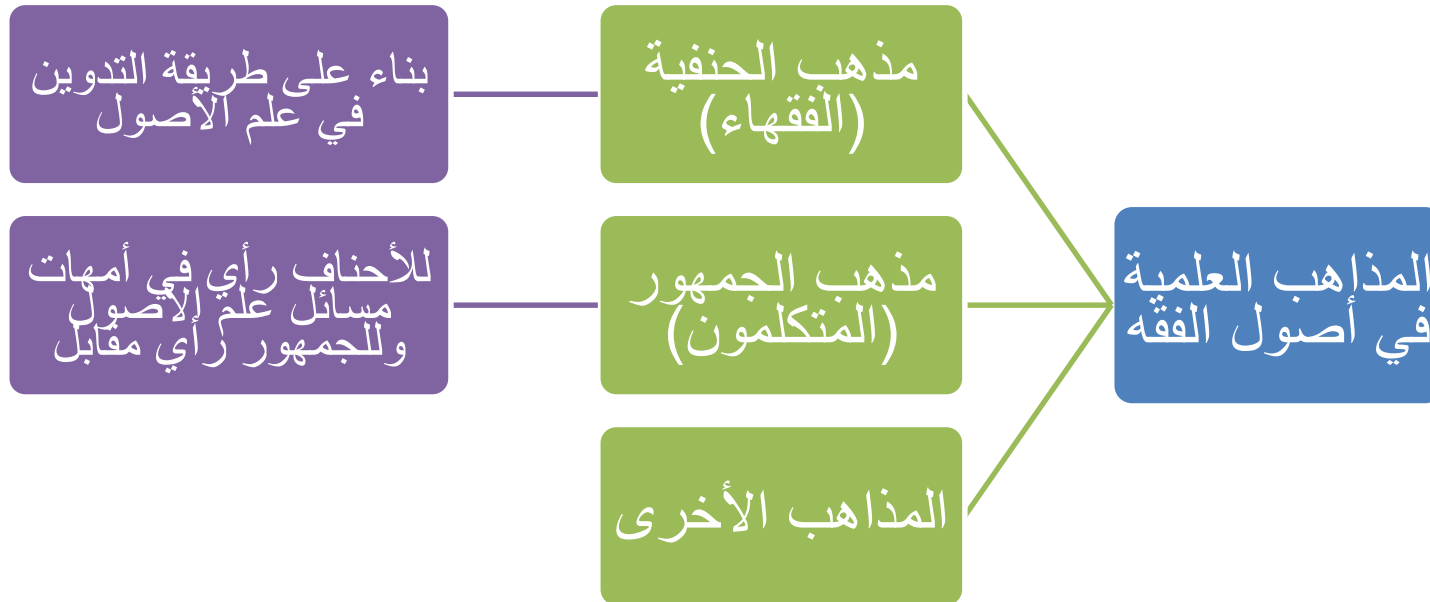 المذاهب العلمية
في أصول الفقه
مذهب الحنفية
(الفقهاء)
بناء على طريقة التدوين
في علم الأصول
مذهب الجمهور
(المتكلمون)
للأحناف رأي في أمهات
مسائل علم الأصول
وللجمهور رأي مقابل
المذاهب الأخرى